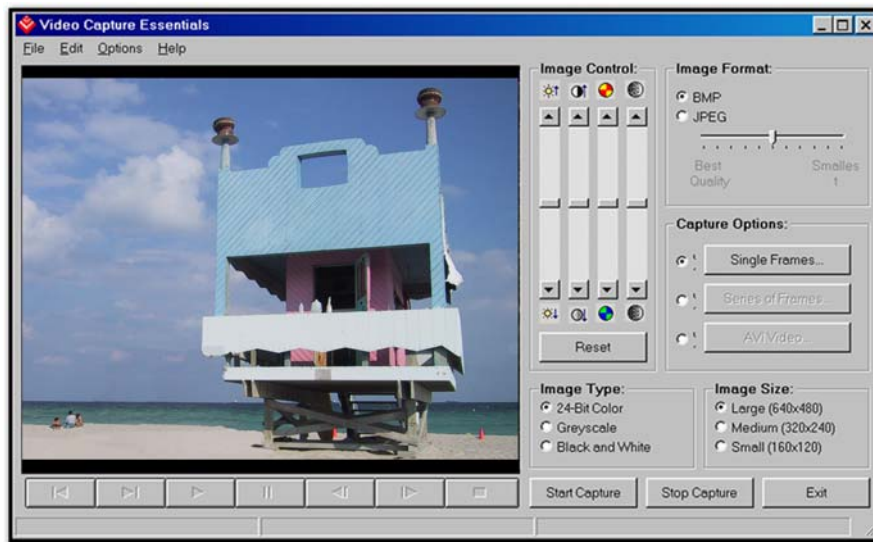 Video Capture Essentials
File Edit Options Help
Image Control:
Reset
Image Format:
BMP
JPEG
Best Smalles
Quality t
Capture Options:
Single Frames...
Series of Frames...
AVI Video...
Image Type:
24-Bit Color
Greyscale
Black and White
Image Size:
Large (640x480)
Medium (320x240)
Small (160x120)
Start Capture Stop Capture Exit